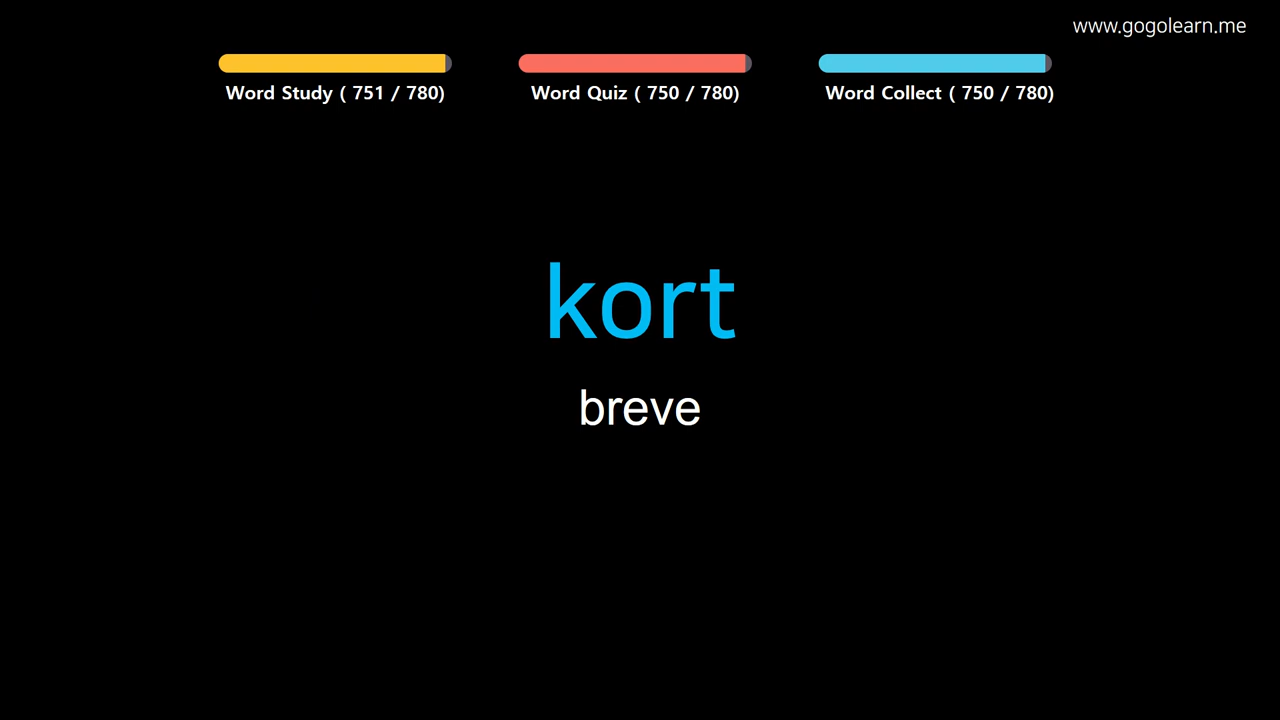 www.gogolearn.me
Word Study ( 751 / 780)
Word Quiz ( 750 / 780)
Word Collect ( 750 / 780)
kort
breve